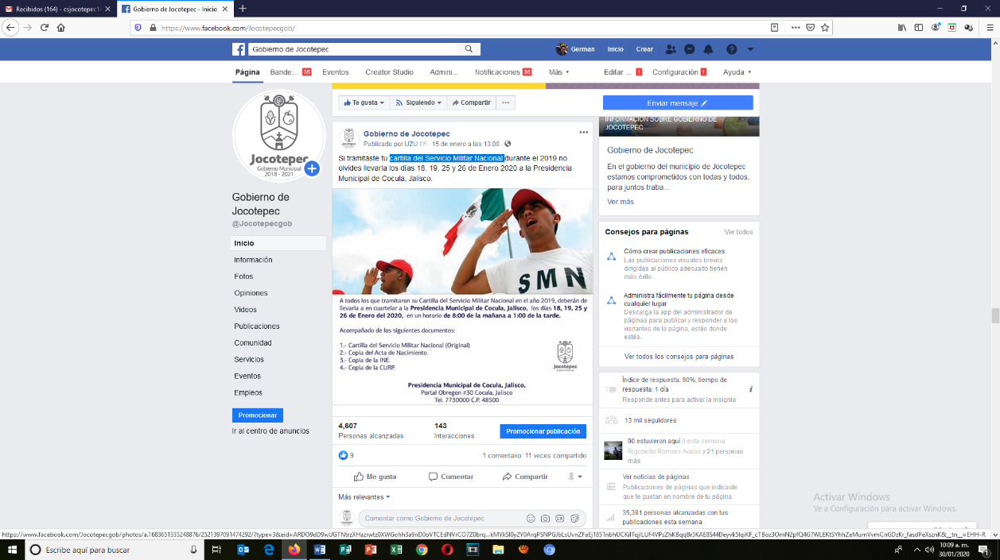 Recibidos (164) - csjocotepec1
Gobierno de Jocotepec - Inicio
https://www.facebook.com/Jocotepecgob/
Gobierno de Jocotepec
German
Inicio
Crear
Página
Bande... 36
Eventos
Creator Studio
Admini...
Notificaciones 36
Más
Editar ... 1
Configuración 1
Ayuda
Jocotepec
Gobierno Municipal
2018 - 2021
Gobierno de
Jocotepec
@Jocotepecgob
Inicio
Información
Fotos
Opiniones
Videos
Publicaciones
Comunidad
Servicios
Eventos
Empleos
Promocionar
Ir al centro de anuncios
Te gusta
Siguiendo
Compartir
Gobierno de Jocotepec
Publicado por UZU [?] · 15 de enero a las 13:00 ·
Si tramitaste tu cartilla del Servicio Militar Nacional durante el 2019 no
olvides llevarla los días 18, 19, 25 y 26 de Enero 2020 a la Presidencia
Municipal de Cocula, Jalisco.
SMN
A todos los que tramitaron su Cartilla del Servicio Militar Nacional en el año 2019, deberán de
llevarla a en cuartelar a la Presidencia Municipal de Cocula, Jalisco, los días 18, 19, 25 y
26 de Enero del 2020, en un horario de 8:00 de la mañana a 1:00 de la tarde.
Acompañado de los siguientes documentos:
1.- Cartilla del Servicio Militar Nacional (Original)
2.- Copia del Acta de Nacimiento.
3.- Copia de la INE.
4.- Copia de la CURP.
Jocotepec
Presidencia Municipal de Cocula, Jalisco,
Portal Obregon #30 Cocula, Jalisco
Tel. 7730000 C.P. 48500
4,607
Personas alcanzadas
143
Interacciones
Promocionar publicación
9
1 comentario 11 veces compartido
Me gusta
Comentar
Compartir
Más relevantes
Comentar como Gobierno de Jocotepec
Enviar mensaje
INFORMACIÓN SOBRE GOBIERNO DE
JOCOTEPEC
Gobierno de Jocotepec
En el gobierno del municipio de Jocotepec
estamos comprometidos con todas y todos,
para juntos traba...
Ver más
Consejos para páginas
Ver todos
Cómo crear publicaciones eficaces
Las publicaciones visuales breves
dirigidas al público adecuado tienen
más éxito.
Administra fácilmente tu página desde
cualquier lugar
Descarga la app del administrador de
páginas para publicar y responder a los
visitantes de la página, estés donde
estés.
Ver todos los consejos para páginas
Índice de respuesta: 90%, tiempo de
respuesta: 1 día
Responde antes para activar la insignia
13 mil seguidores
90 estuvieron aquí 0 esta semana
Rigoberto Romero Avalos y 21 personas
más
Ver noticias de páginas
Publicaciones de páginas que indicaste
que te gustan en nombre de tu página
35,381 personas alcanzadas con tus
publicaciones esta semana
Activar Windows
Ve a Configuración para activar Windows.
Escribe aquí para buscar
10:09 a. m.
30/01/2020
1